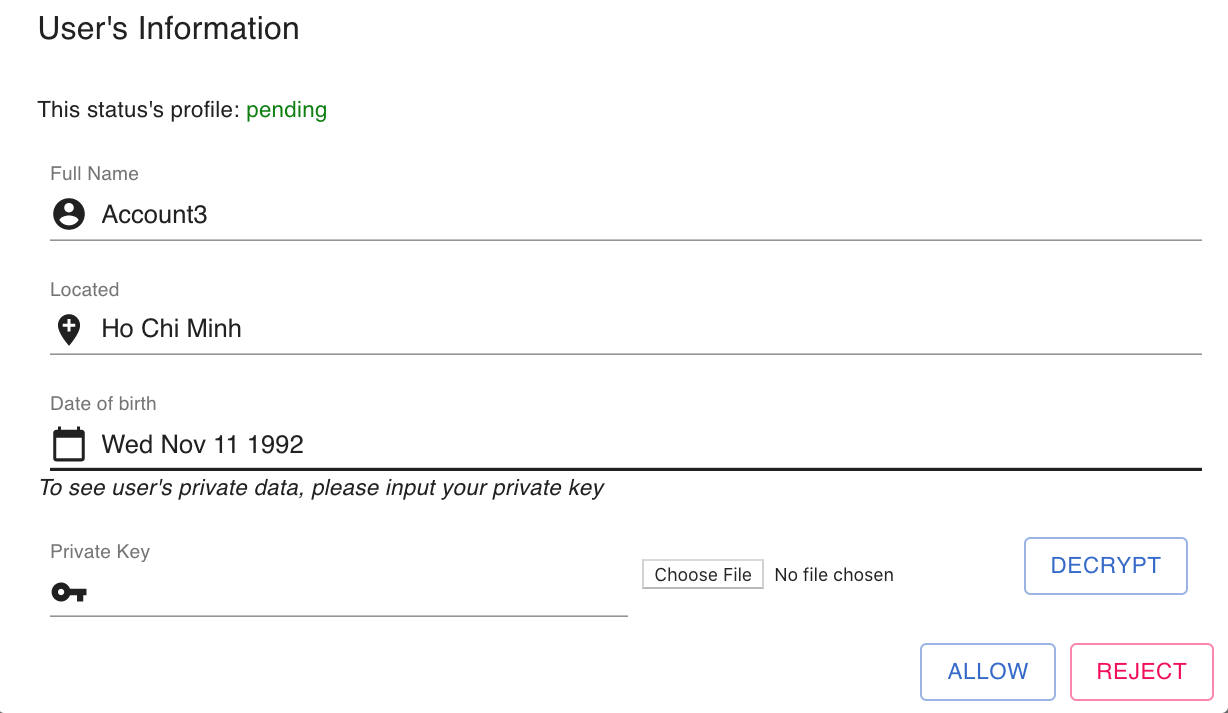 User's Information
This status's profile: pending
Full Name
Account3
Located
Ho Chi Minh
Date of birth
Wed Nov 11 1992
To see user's private data, please input your private key
Private Key
Choose File No file chosen
DECRYPT
ALLOW REJECT